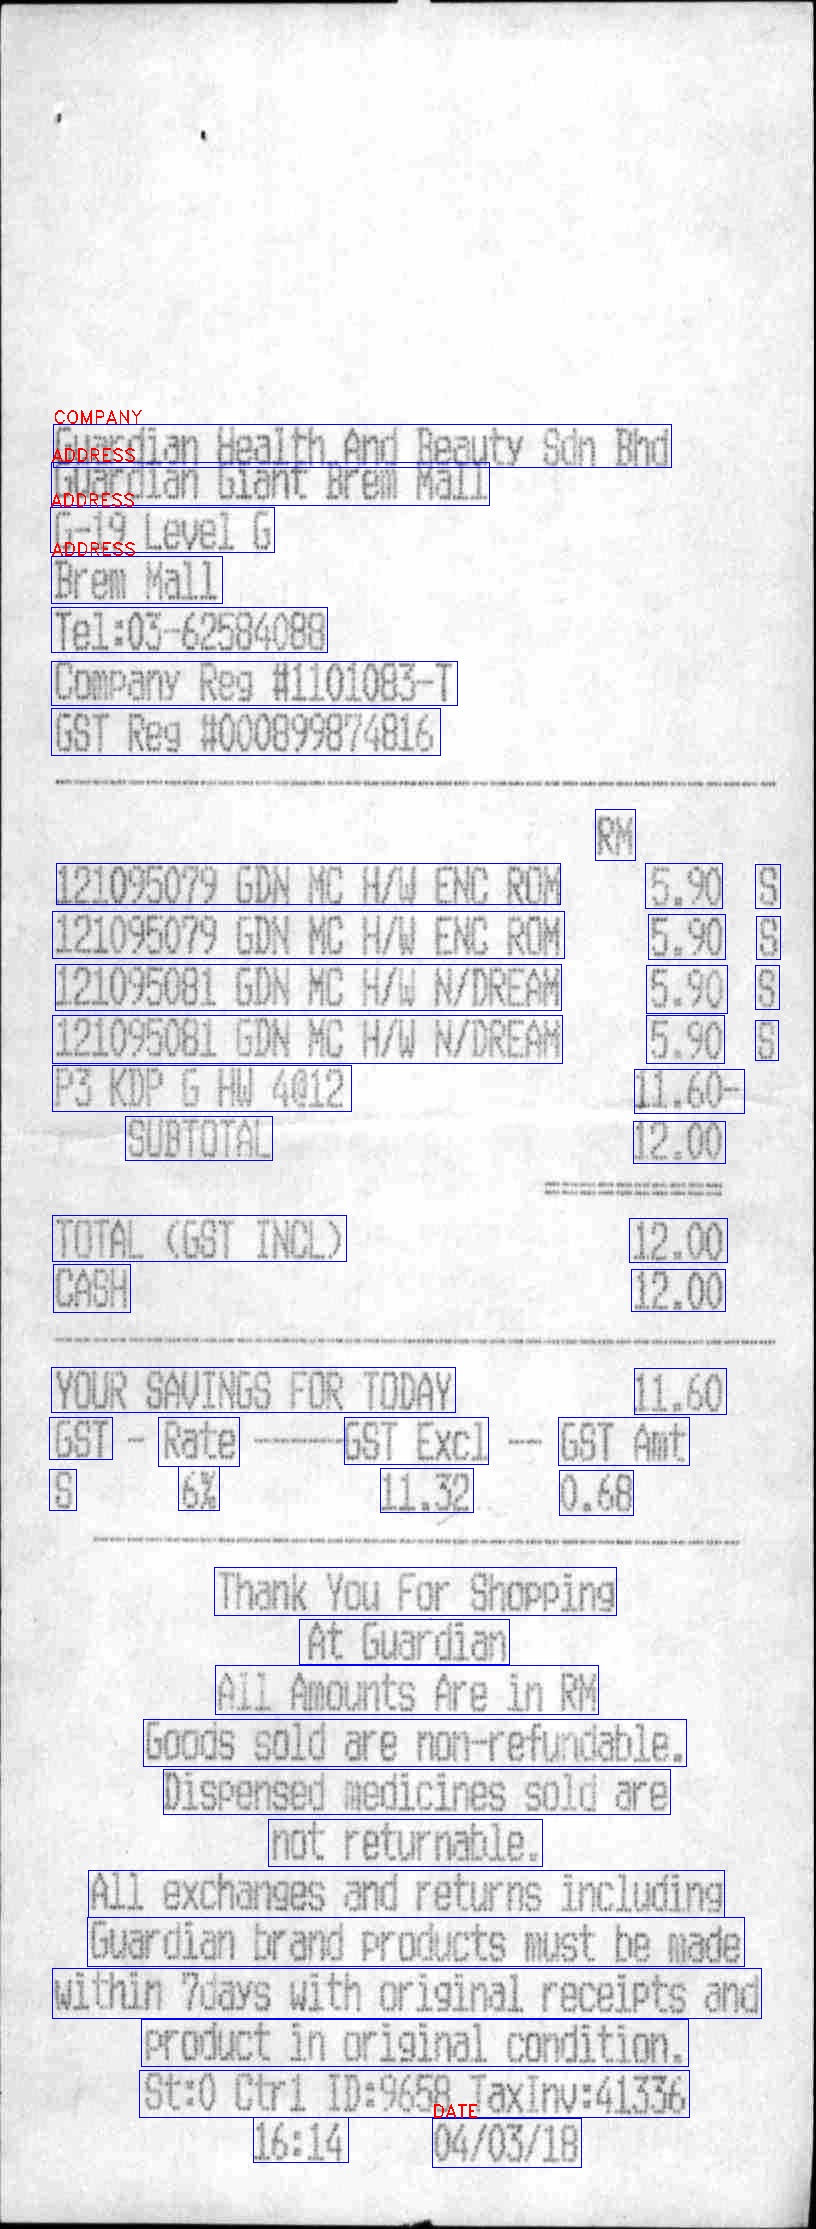 COMPANY
Guardian Health And Beauty Sdn Bhd
ADDRESS
Guardian Giant Brem Mall
ADDRESS
G-19 Level G
ADDRESS
Brem Mall
Tel:03-62584088
Company Reg #1101083-T
GST Reg #000899874816
RM
121095079 GDN MC H/W ENC ROM 5.90 S
121095079 GDN MC H/W ENC ROM 5.90 S
121095081 GDN MC H/W N/DREAM 5.90 S
121095081 GDN MC H/W N/DREAM 5.90 S
P3 KDP G HW 4@12 11.60-
SUBTOTAL 12.00
TOTAL (GST INCL) 12.00
CASH 12.00
YOUR SAVINGS FOR TODAY 11.60
GST - Rate -----GST Excl -- GST Amt
S 6% 11.32 0.68
Thank You For Shopping
At Guardian
All Amounts Are in RM
Goods sold are non-refundable.
Dispensed medicines sold are
not returnable.
All exchanges and returns including
Guardian brand products must be made
within 7days with original receipts and
product in original condition.
St:0 Ctr1 ID:9658 TaxInv:41336
DATE
16:14 04/03/18